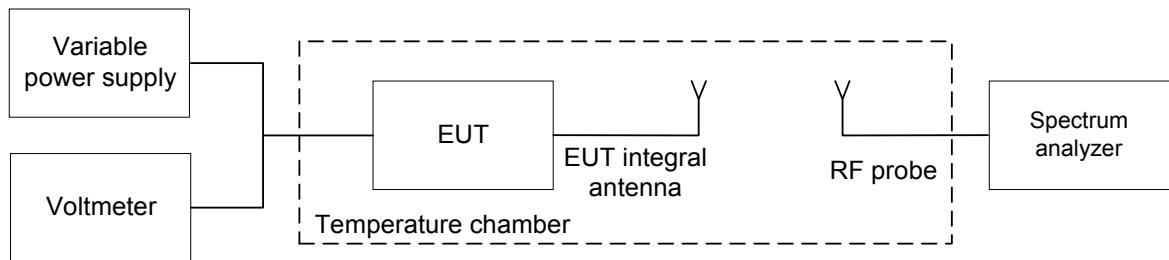 Variable
power supply
Voltmeter
EUT
EUT integral
antenna
RF probe
Temperature chamber
Spectrum
analyzer